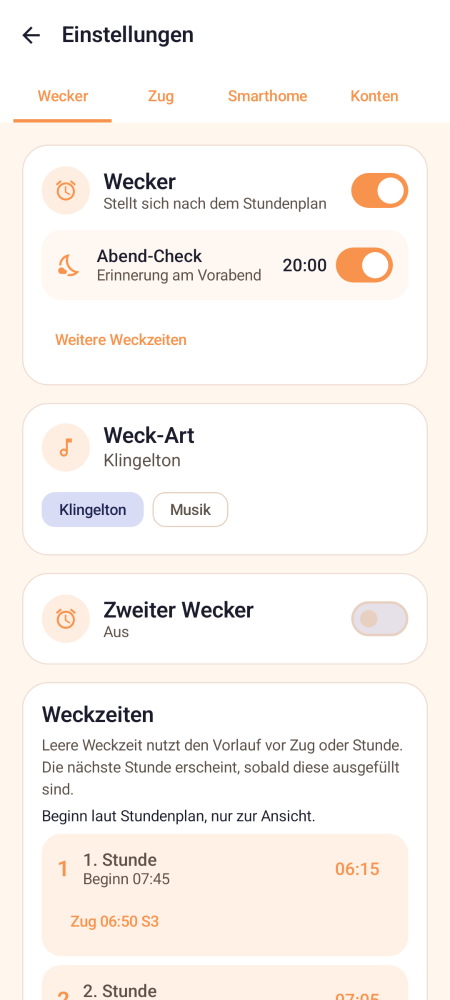 Einstellungen
Wecker
Zug
Smarthome
Konten
Wecker
Stellt sich nach dem Stundenplan
Abend-Check
Erinnerung am Vorabend
20:00
Weitere Weckzeiten
Weck-Art
Klingelton
Klingelton
Musik
Zweiter Wecker
Aus
Weckzeiten
Leere Weckzeit nutzt den Vorlauf vor Zug oder Stunde.
Die nächste Stunde erscheint, sobald diese ausgefüllt
sind.
Beginn laut Stundenplan, nur zur Ansicht.
1
1. Stunde
Beginn 07:45
06:15
Zug 06:50 S3
2
2. Stunde
07:05